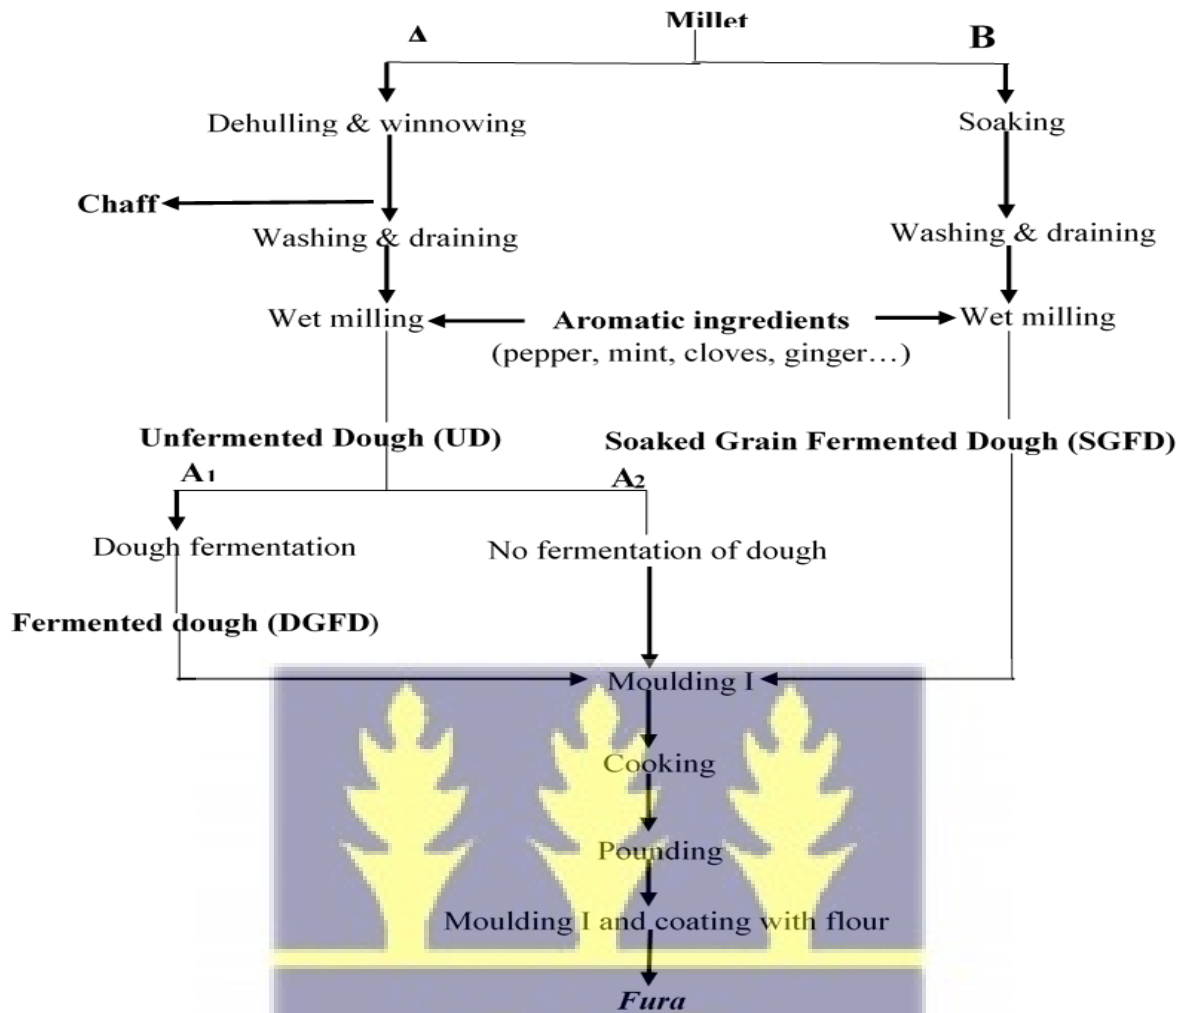 Millet
A
B
Dehulling & winnowing
Soaking
Chaff
Washing & draining
Washing & draining
Wet milling
Aromatic ingredients
Wet milling
(pepper, mint, cloves, ginger…)
Unfermented Dough (UD)
Soaked Grain Fermented Dough (SGFD)
A1
A2
Dough fermentation
No fermentation of dough
Fermented dough (DGFD)
Moulding I
Cooking
Pounding
Moulding I and coating with flour
Fura